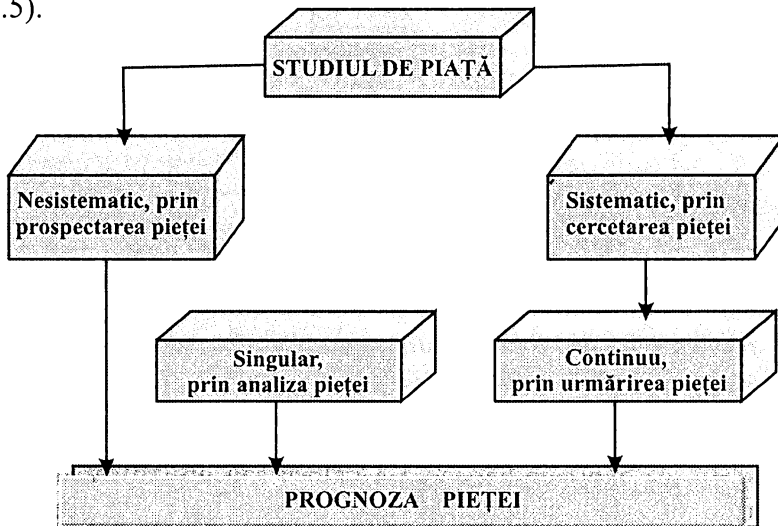 .5).
STUDIUL DE PIAȚĂ
Nesistematic, prin
prospectarea pieței
Sistematic, prin
cercetarea pieței
Singular,
prin analiza pieței
Continuu,
prin urmărirea pieței
PROGNOZA PIEȚEI